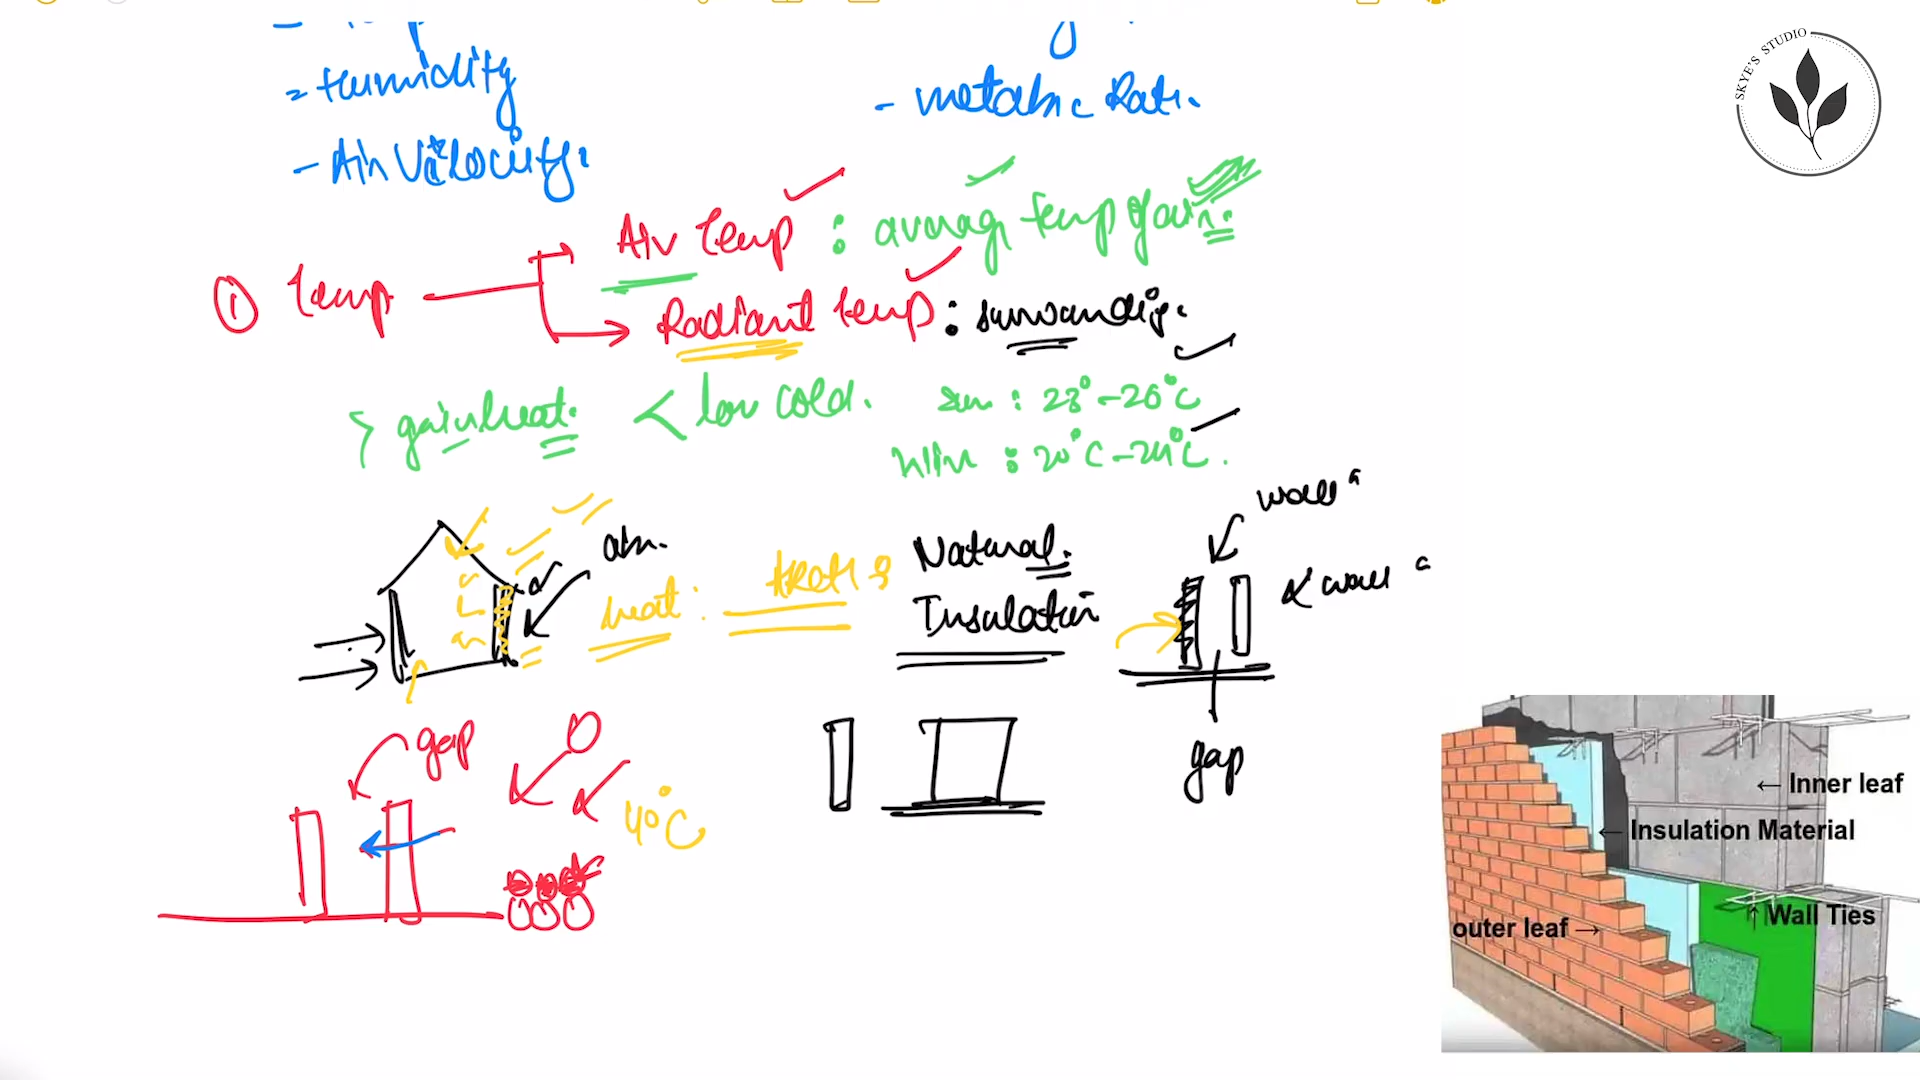 SKYE'S STUDIO
- Humidity
- metabolic Rate.
- Air Velocity.
① Temp
Air Temp : average temp gain.
Radiant temp : surrounding.
> gain heat. < low cold.
Sum : 23°-26°C
Win : 20°C-24°C.
wall
wall
heat:
Natural
Insulation
gap
gap
40°C
← Inner leaf
← Insulation Material
↑ Wall Ties
outer leaf →